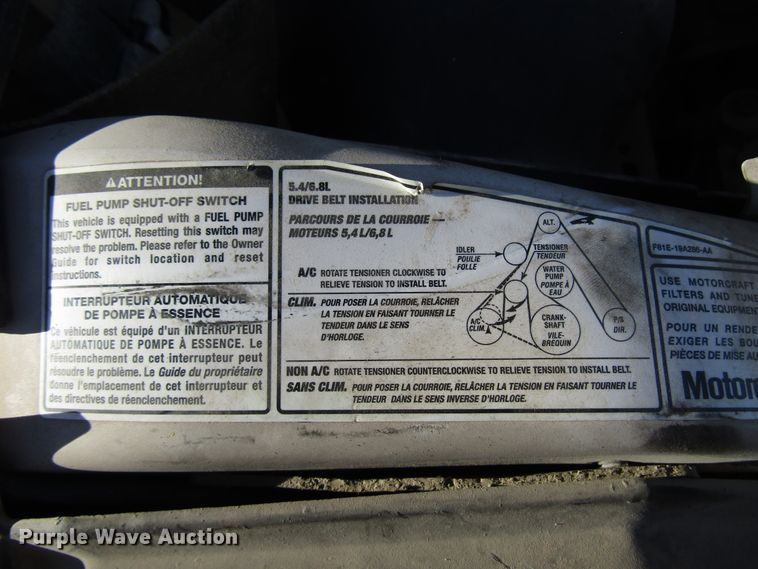 ATTENTION!
FUEL PUMP SHUT-OFF SWITCH
This vehicle is equipped with a FUEL PUMP
SHUT-OFF SWITCH. Resetting this switch may
resolve the problem. Please refer to the Owner
Guide for switch location and reset
instructions.
INTERRUPTEUR AUTOMATIQUE
DE POMPE À ESSENCE
Ce véhicule est équipé d'un INTERRUPTEUR
AUTOMATIQUE DE POMPE À ESSENCE. Le
réenclenchement de cet interrupteur peut
résoudre le problème. Le Guide du propriétaire
donne l'emplacement de cet interrupteur et
des directives de réenclenchement.
5.4/6.8L
DRIVE BELT INSTALLATION
PARCOURS DE LA COURROIE —
MOTEURS 5,4 L/6,8 L
A/C ROTATE TENSIONER CLOCKWISE TO
RELIEVE TENSION TO INSTALL BELT.
CLIM. POUR POSER LA COURROIE, RELÂCHER
LA TENSION EN FAISANT TOURNER LE
TENDEUR DANS LE SENS
D'HORLOGE.
ALT.
IDLER
POULIE
FOLLE
TENSIONER
TENDEUR
WATER
PUMP
POMPE À
EAU
A/C
CLIM.
CRANK-
SHAFT
VILE-
BREQUIN
P/S
DIR.
NON A/C ROTATE TENSIONER COUNTERCLOCKWISE TO RELIEVE TENSION TO INSTALL BELT.
SANS CLIM. POUR POSER LA COURROIE, RELÂCHER LA TENSION EN FAISANT TOURNER LE
TENDEUR DANS LE SENS INVERSE D'HORLOGE.
F81E-19A286-AA
USE MOTORCRAFT
FILTERS AND TUNE
ORIGINAL EQUIPMEN
POUR UN RENDE
EXIGER LES BOU
PIÈCES DE MISE AU
Motor
Purple Wave Auction